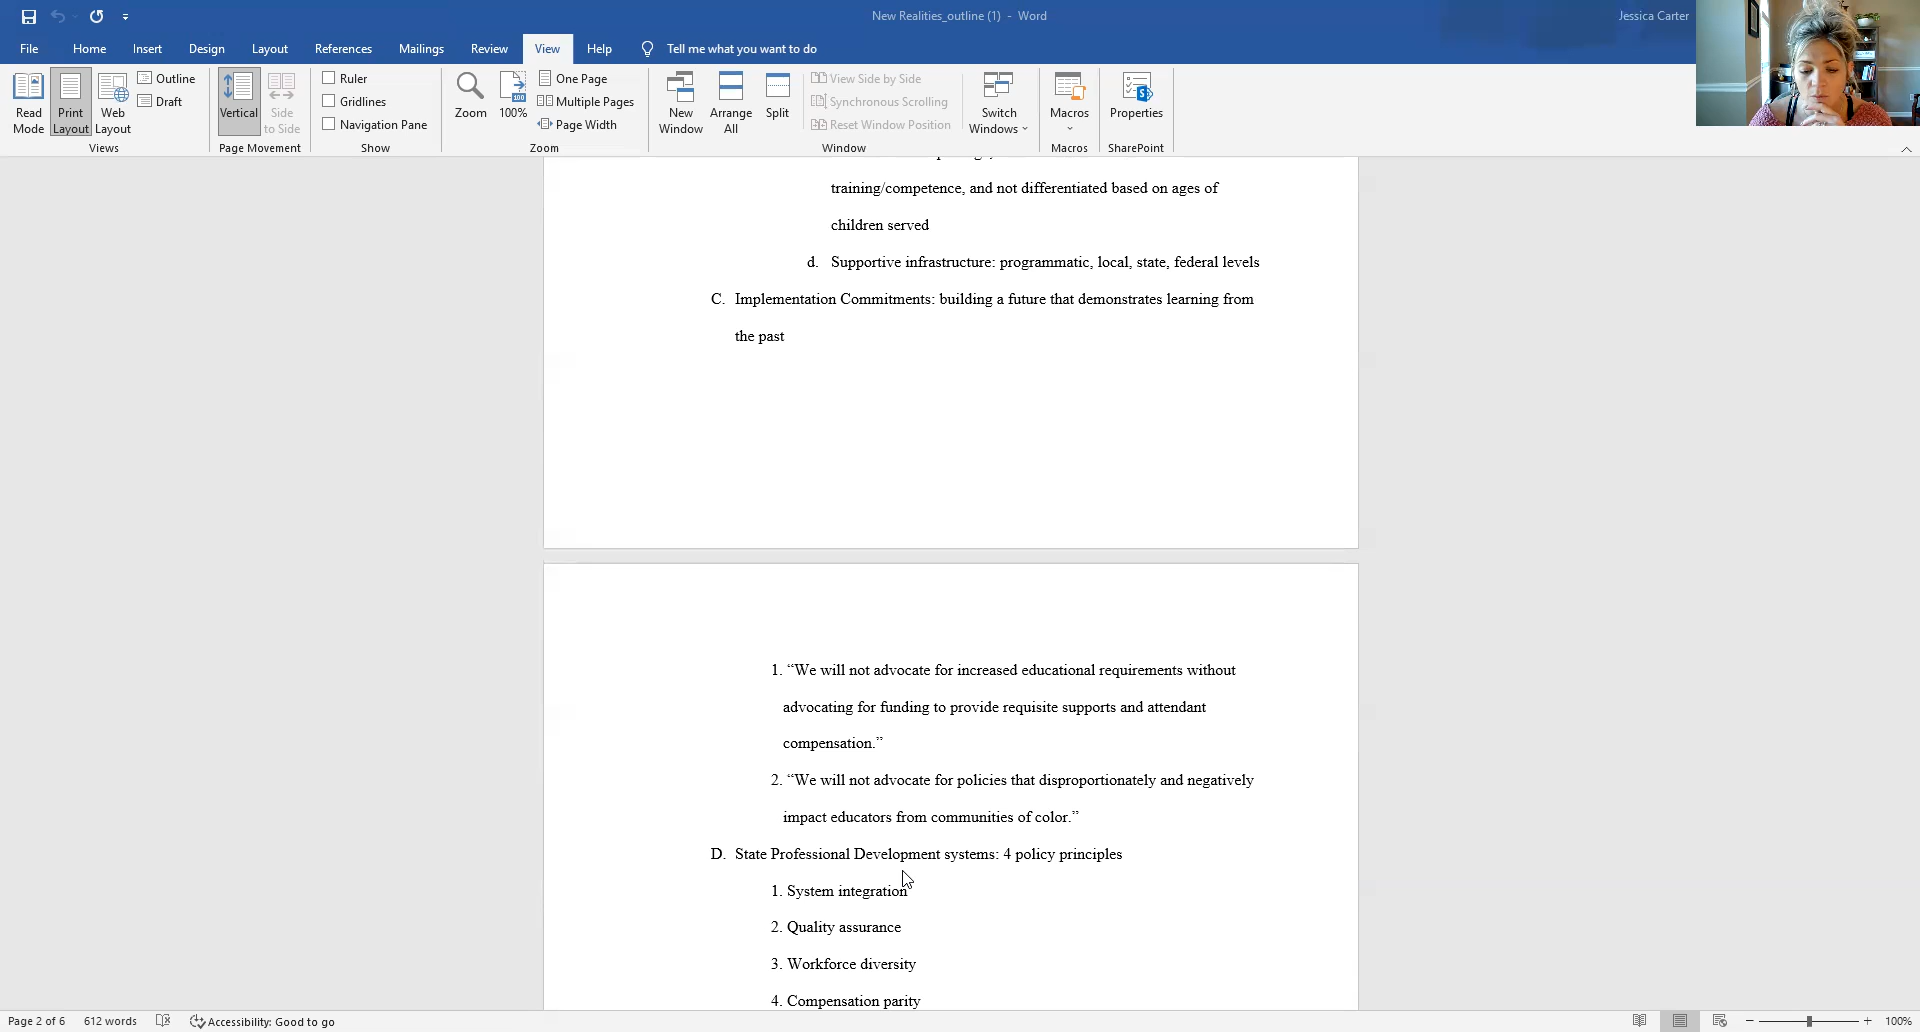 New Realities_outline (1) - Word
Jessica Carter
File Home Insert Design Layout References Mailings Review View Help Tell me what you want to do
Read Mode
Print Layout
Web Layout
Outline
Draft
Views
Vertical
Side to Side
Page Movement
Ruler
Gridlines
Navigation Pane
Show
Zoom
100
100%
One Page
Multiple Pages
Page Width
Zoom
New Window
Arrange All
Split
View Side by Side
Synchronous Scrolling
Reset Window Position
Switch Windows
Window
Macros
Macros
Properties
SharePoint
training/competence, and not differentiated based on ages of
children served
d. Supportive infrastructure: programmatic, local, state, federal levels
C. Implementation Commitments: building a future that demonstrates learning from
the past
1. “We will not advocate for increased educational requirements without
advocating for funding to provide requisite supports and attendant
compensation.”
2. “We will not advocate for policies that disproportionately and negatively
impact educators from communities of color.”
D. State Professional Development systems: 4 policy principles
1. System integration
2. Quality assurance
3. Workforce diversity
4. Compensation parity
Page 2 of 6 612 words Accessibility: Good to go 100%